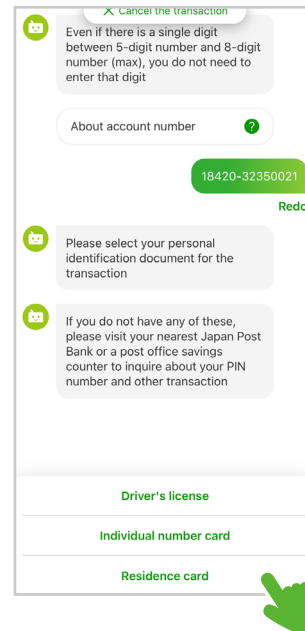 Cancel the transaction
Even if there is a single digit
between 5-digit number and 8-digit
number (max), you do not need to
enter that digit
About account number ?
18420-32350021
Redo
Please select your personal
identification document for the
transaction
If you do not have any of these,
please visit your nearest Japan Post
Bank or a post office savings
counter to inquire about your PIN
number and other transaction
Driver's license
Individual number card
Residence card